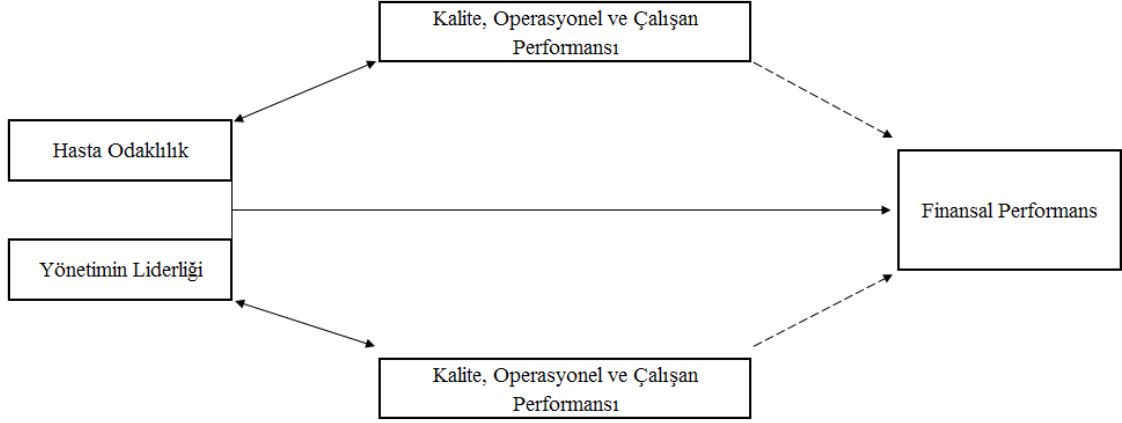 Kalite, Operasyonel ve Çalışan
Performansı
Hasta Odaklılık
Finansal Performans
Yönetimin Liderliği
Kalite, Operasyonel ve Çalışan
Performansı